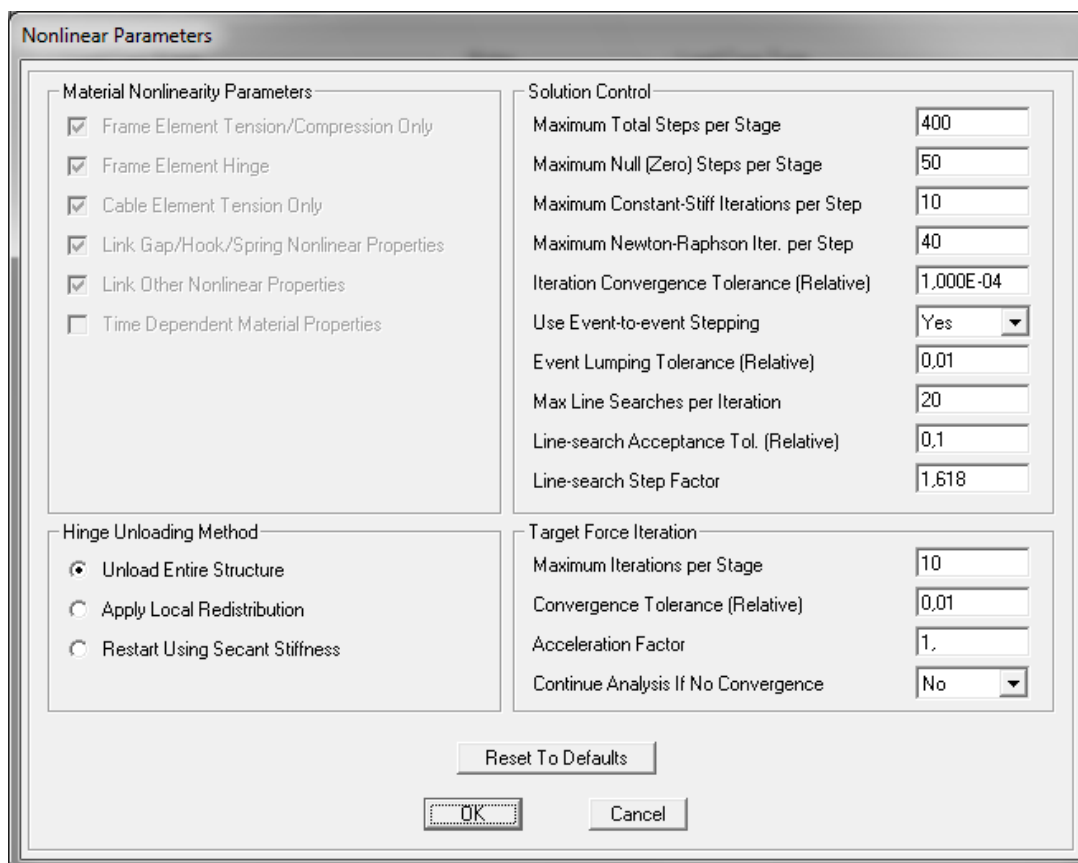 Nonlinear Parameters
Material Nonlinearity Parameters
Frame Element Tension/Compression Only
Frame Element Hinge
Cable Element Tension Only
Link Gap/Hook/Spring Nonlinear Properties
Link Other Nonlinear Properties
Time Dependent Material Properties
Solution Control
Maximum Total Steps per Stage 400
Maximum Null (Zero) Steps per Stage 50
Maximum Constant-Stiff Iterations per Step 10
Maximum Newton-Raphson Iter. per Step 40
Iteration Convergence Tolerance (Relative) 1,000E-04
Use Event-to-event Stepping Yes
Event Lumping Tolerance (Relative) 0,01
Max Line Searches per Iteration 20
Line-search Acceptance Tol. (Relative) 0,1
Line-search Step Factor 1,618
Hinge Unloading Method
Unload Entire Structure
Apply Local Redistribution
Restart Using Secant Stiffness
Target Force Iteration
Maximum Iterations per Stage 10
Convergence Tolerance (Relative) 0,01
Acceleration Factor 1,
Continue Analysis If No Convergence No
Reset To Defaults
OK Cancel